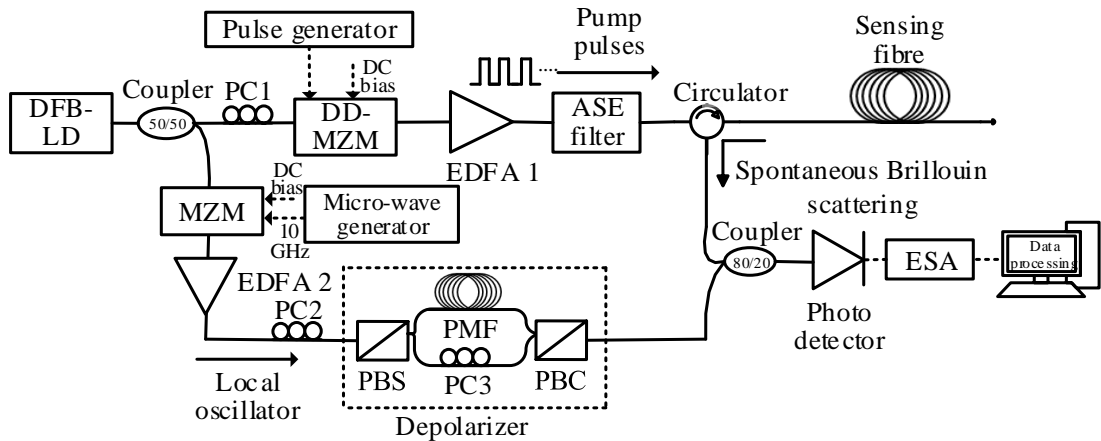 Pulse generator
Pump
pulses
Sensing
fibre
DC
bias
Coupler
PC1
DFB-
LD
50/50
DD-
MZM
EDFA 1
ASE
filter
Circulator
Spontaneous Brillouin
scattering
MZM
DC
bias
10
GHz
Micro-wave
generator
Coupler
80/20
ESA
Data
processing
Photo
detector
EDFA 2
PC2
PBS
PMF
PC3
PBC
Local
oscillator
Depolarizer